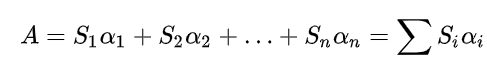 A = S₁α₁ + S₂α₂ + … + Sₙαₙ = ∑ Sᵢαᵢ